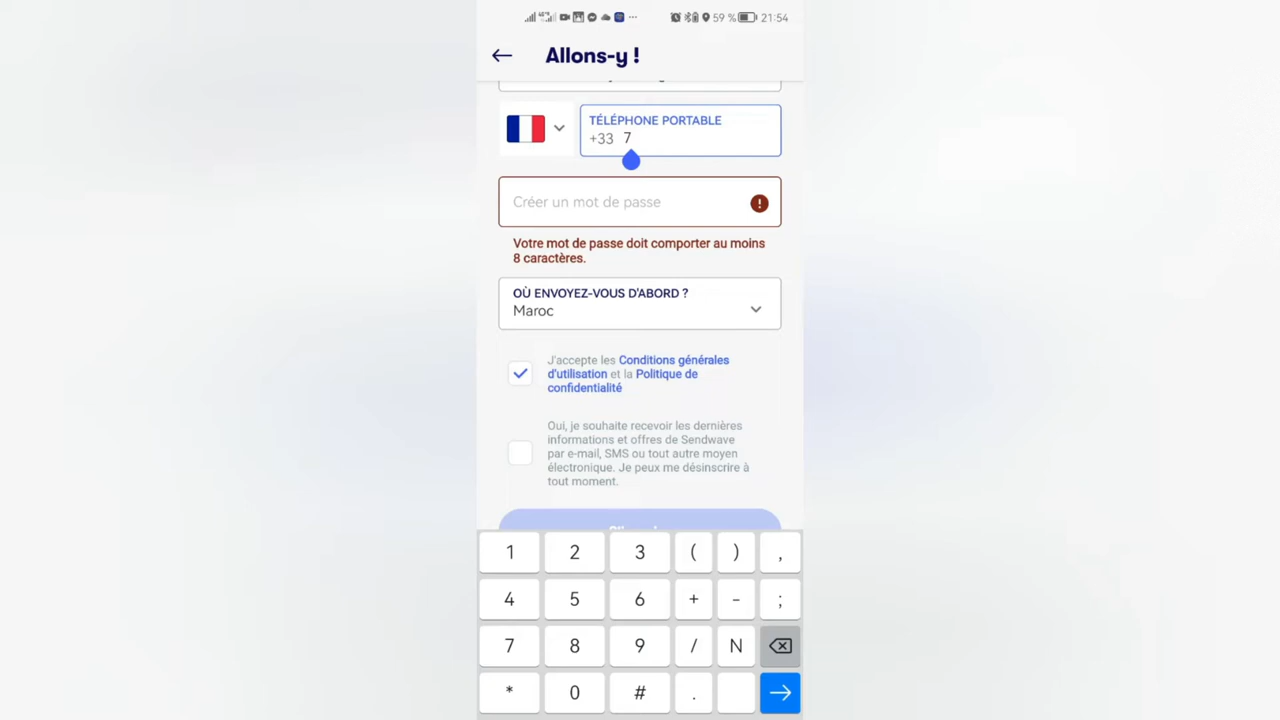 59 % 21:54
Allons-y !
TÉLÉPHONE PORTABLE
+33 7
Créer un mot de passe
Votre mot de passe doit comporter au moins
8 caractères.
OÙ ENVOYEZ-VOUS D'ABORD ?
Maroc
J'accepte les Conditions générales
d'utilisation et la Politique de
confidentialité
Oui, je souhaite recevoir les dernières
informations et offres de Sendwave
par e-mail, SMS ou tout autre moyen
électronique. Je peux me désinscrire à
tout moment.
1 2 3 ( ) ,
4 5 6 + - ;
7 8 9 / N
* 0 # .